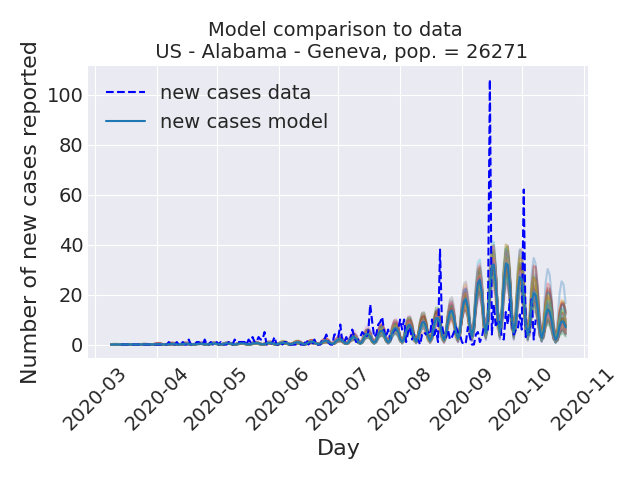 Model comparison to data
US - Alabama - Geneva, pop. = 26271
Number of new cases reported
100
80
60
40
20
0
new cases data
new cases model
2020-03
2020-04
2020-05
2020-06
2020-07
2020-08
2020-09
2020-10
2020-11
Day